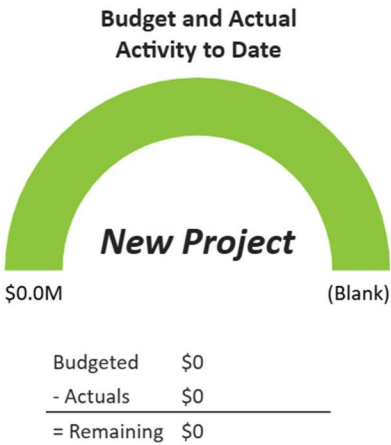 Budget and Actual
Activity to Date
New Project
$0.0M (Blank)
Budgeted $0
- Actuals $0
= Remaining $0